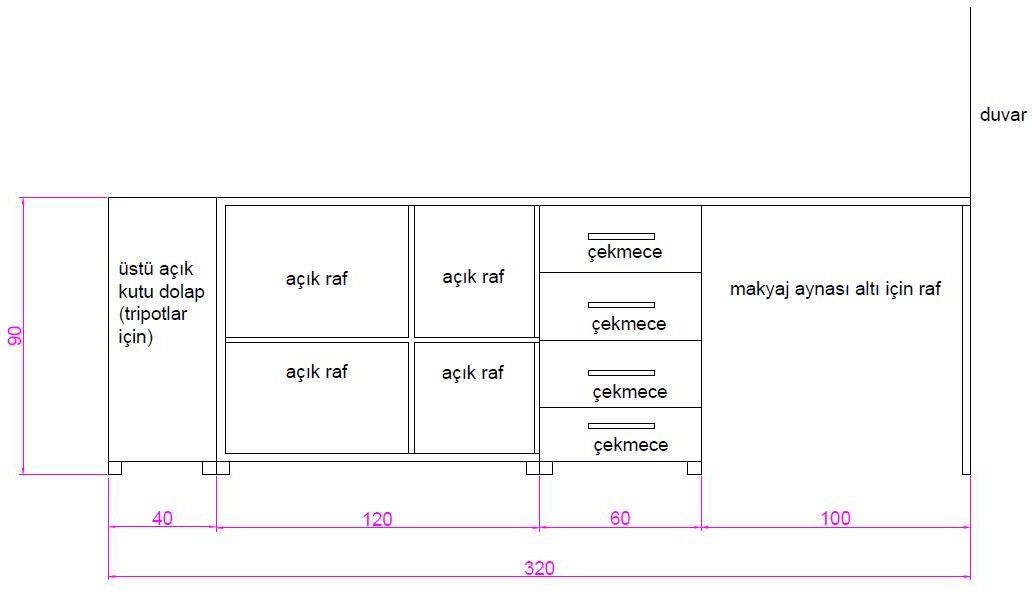 duvar
üstü açık
kutu dolap
(tripotlar
için)
açık raf
açık raf
açık raf
açık raf
çekmece
çekmece
çekmece
çekmece
makyaj aynası altı için raf
90
40
120
60
100
320